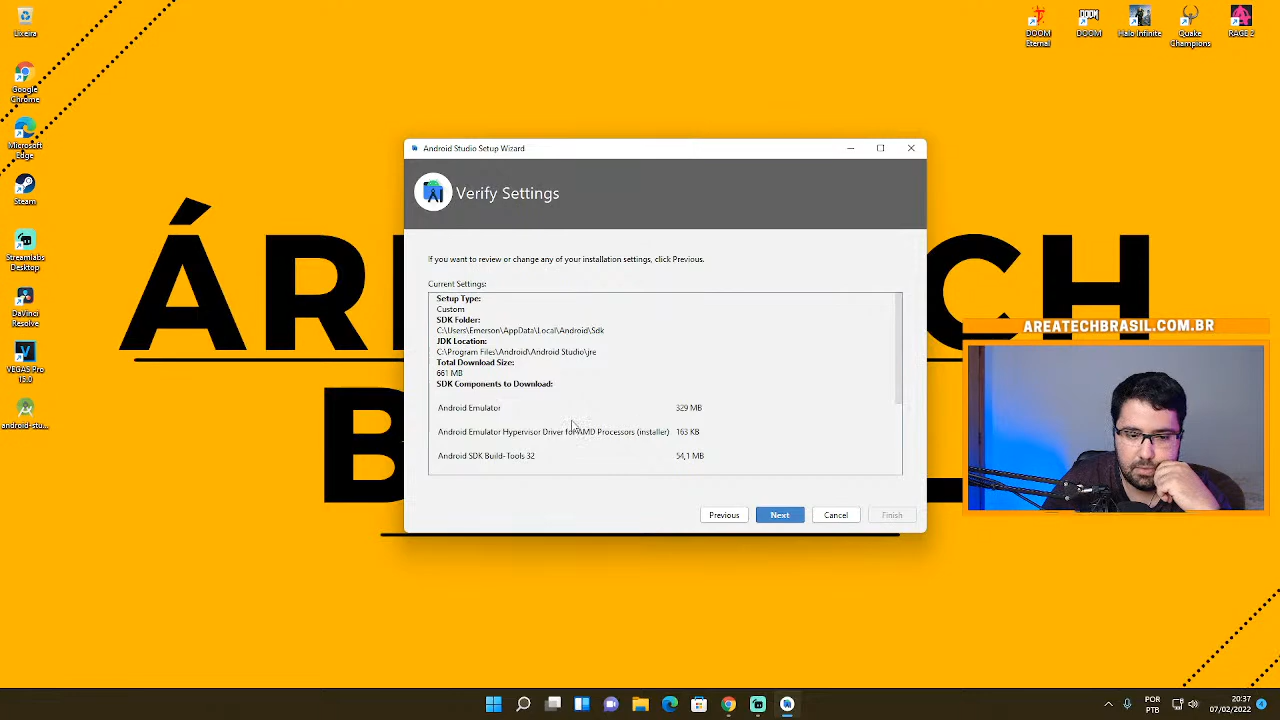 Lixeira
Google
Chrome
Microsoft
Edge
Steam
Streamlabs
Desktop
DaVinci
Resolve
VEGAS Pro
15.0
android-stu...
DOOM
Eternal
DOOM
Halo Infinite
Quake
Champions
RAGE 2
ÁR
CH
B
Android Studio Setup Wizard
Verify Settings
If you want to review or change any of your installation settings, click Previous.
Current Settings:
Setup Type:
Custom
SDK Folder:
C:\Users\Emerson\AppData\Local\Android\Sdk
JDK Location:
C:\Program Files\Android\Android Studio\jre
Total Download Size:
661 MB
SDK Components to Download:
Android Emulator 329 MB
Android Emulator Hypervisor Driver for AMD Processors (installer) 163 KB
Android SDK Build-Tools 32 54,1 MB
Previous Next Cancel Finish
AREATECHBRASIL.COM.BR
POR
PTB
20:37
07/02/2022